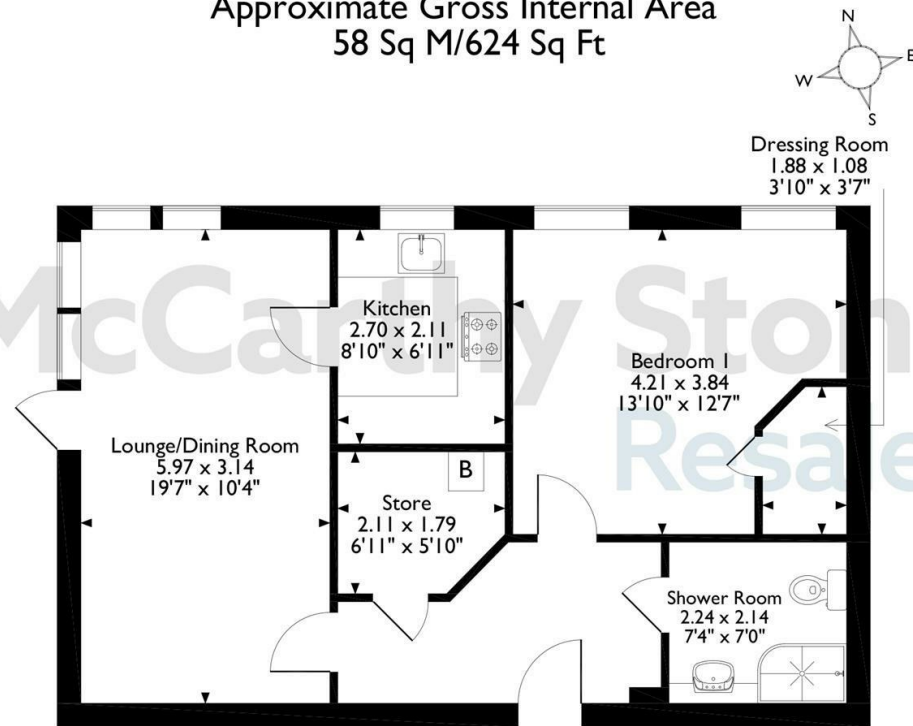 Approximate Gross Internal Area
58 Sq M/624 Sq Ft
N
W
E
S
Dressing Room
1.88 x 1.08
3'10" x 3'7"
McCarthy Stone
Resale
Kitchen
2.70 x 2.11
8'10" x 6'11"
Bedroom 1
4.21 x 3.84
13'10" x 12'7"
Lounge/Dining Room
5.97 x 3.14
19'7" x 10'4"
B
Store
2.11 x 1.79
6'11" x 5'10"
Shower Room
2.24 x 2.14
7'4" x 7'0"